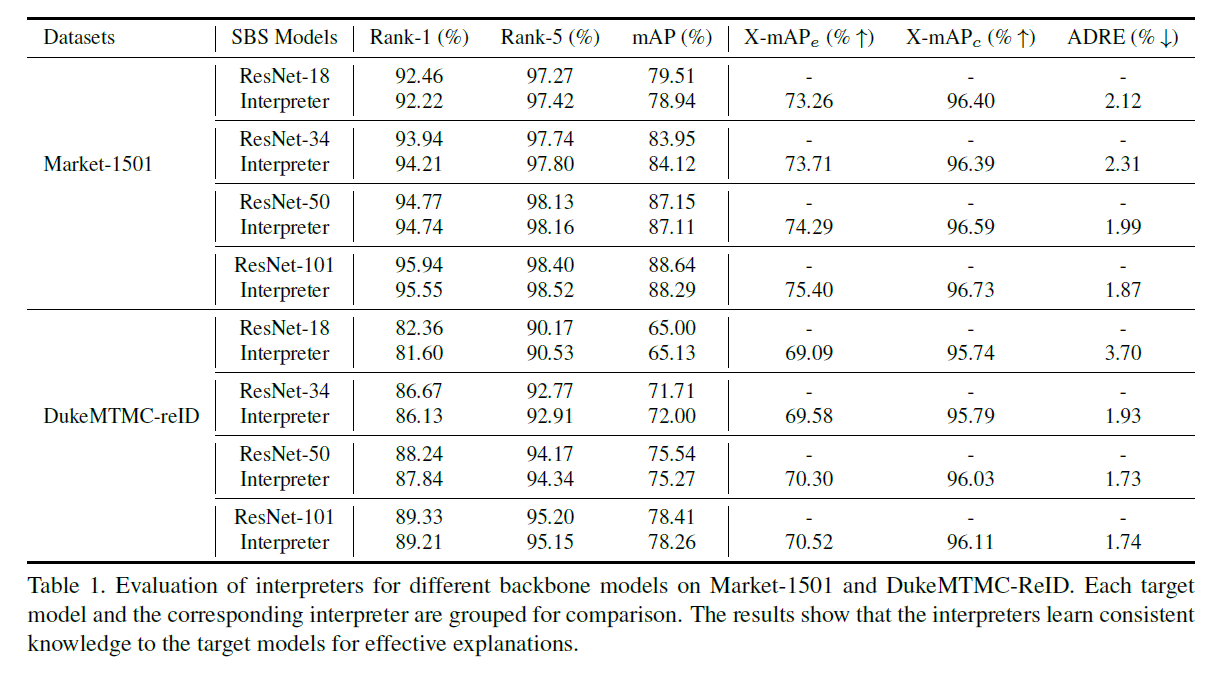 Datasets SBS Models Rank-1 (%) Rank-5 (%) mAP (%) X-mAPe (% ↑) X-mAPc (% ↑) ADRE (% ↓)
ResNet-18 92.46 97.27 79.51 - - -
Interpreter 92.22 97.42 78.94 73.26 96.40 2.12
ResNet-34 93.94 97.74 83.95 - - -
Market-1501 Interpreter 94.21 97.80 84.12 73.71 96.39 2.31
ResNet-50 94.77 98.13 87.15 - - -
Interpreter 94.74 98.16 87.11 74.29 96.59 1.99
ResNet-101 95.94 98.40 88.64 - - -
Interpreter 95.55 98.52 88.29 75.40 96.73 1.87
ResNet-18 82.36 90.17 65.00 - - -
Interpreter 81.60 90.53 65.13 69.09 95.74 3.70
ResNet-34 86.67 92.77 71.71 - - -
DukeMTMC-reID Interpreter 86.13 92.91 72.00 69.58 95.79 1.93
ResNet-50 88.24 94.17 75.54 - - -
Interpreter 87.84 94.34 75.27 70.30 96.03 1.73
ResNet-101 89.33 95.20 78.41 - - -
Interpreter 89.21 95.15 78.26 70.52 96.11 1.74
Table 1. Evaluation of interpreters for different backbone models on Market-1501 and DukeMTMC-ReID. Each target
model and the corresponding interpreter are grouped for comparison. The results show that the interpreters learn consistent
knowledge to the target models for effective explanations.